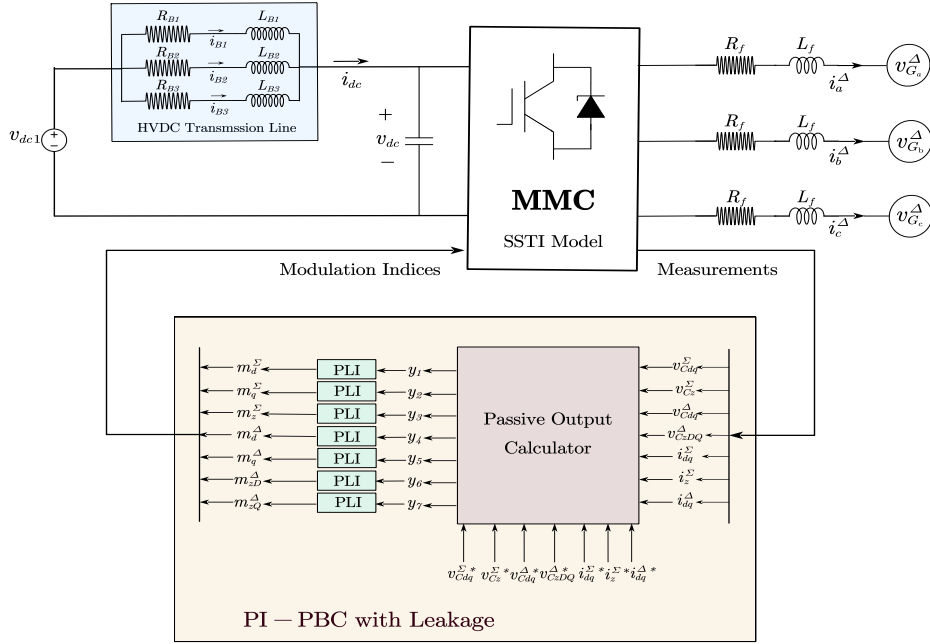 R_{B1} L_{B1}
i_{B1}
R_{B2} L_{B2}
i_{B2}
R_{B3} L_{B3}
i_{B3}
HVDC Transmssion Line
i_{dc}
v_{dc1} + −
+
v_{dc}
−
MMC
SSTI Model
R_f L_f
i_a^Δ v_{G_a}^Δ
R_f L_f
i_b^Δ v_{G_b}^Δ
R_f L_f
i_c^Δ v_{G_c}^Δ
Modulation Indices
Measurements
m_d^Σ PLI y_1
m_q^Σ PLI y_2
m_z^Σ PLI y_3
m_d^Δ PLI y_4
m_q^Δ PLI y_5
m_{zD}^Δ PLI y_6
m_{zQ}^Δ PLI y_7
Passive Output
Calculator
v_{Cdq}^Σ
v_{Cz}^Σ
v_{Cdq}^Δ
v_{CzDQ}^Δ
i_{dq}^Σ
i_z^Σ
i_{dq}^Δ
v_{Cdq}^{Σ*} v_{Cz}^{Σ*} v_{Cdq}^{Δ*} v_{CzDQ}^{Δ*} i_{dq}^{Σ*} i_z^{Σ*} i_{dq}^{Δ*}
PI − PBC with Leakage